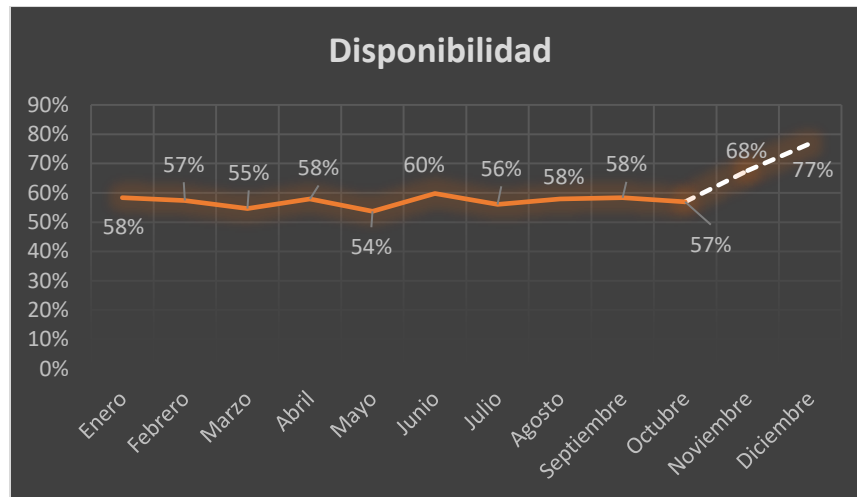 Disponibilidad
90%
80%
70%
60%
50%
40%
30%
20%
10%
0%
58%
57%
55%
58%
54%
60%
56%
58%
58%
57%
68%
77%
Enero
Febrero
Marzo
Abril
Mayo
Junio
Julio
Agosto
Septiembre
Octubre
Noviembre
Diciembre